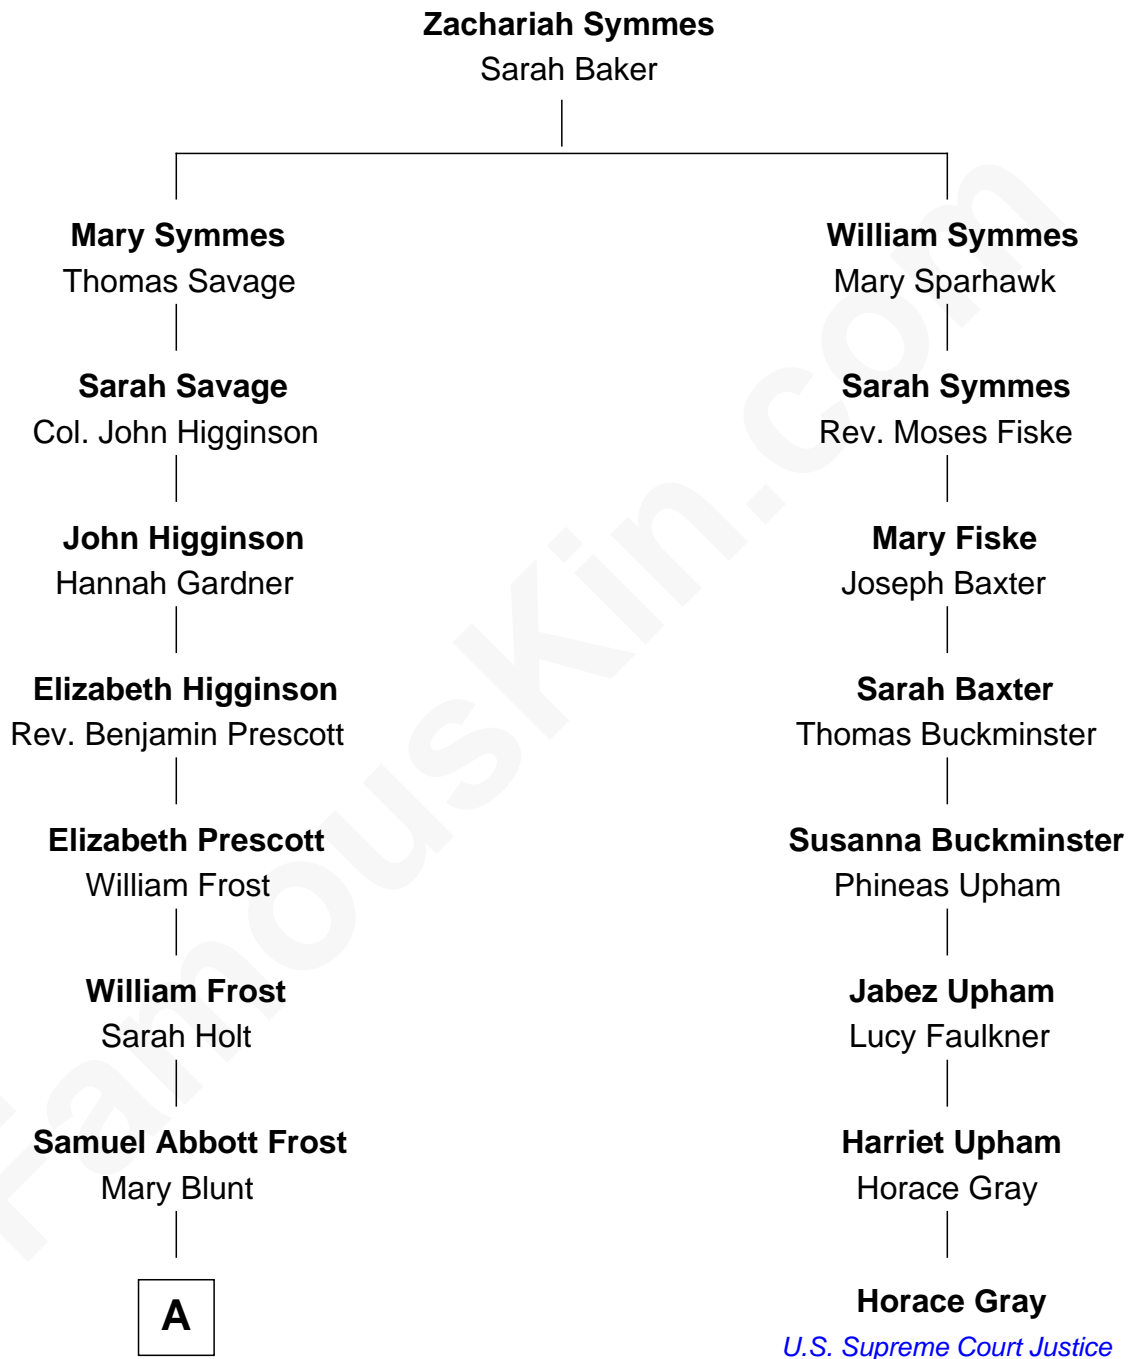 Zachariah Symmes
Sarah Baker
Mary Symmes
Thomas Savage
William Symmes
Mary Sparhawk
Sarah Savage
Col. John Higginson
Sarah Symmes
Rev. Moses Fiske
John Higginson
Hannah Gardner
Mary Fiske
Joseph Baxter
Elizabeth Higginson
Rev. Benjamin Prescott
Sarah Baxter
Thomas Buckminster
Elizabeth Prescott
William Frost
Susanna Buckminster
Phineas Upham
William Frost
Sarah Holt
Jabez Upham
Lucy Faulkner
Samuel Abbott Frost
Mary Blunt
Harriet Upham
Horace Gray
A
Horace Gray
U.S. Supreme Court Justice
FamousKin.com